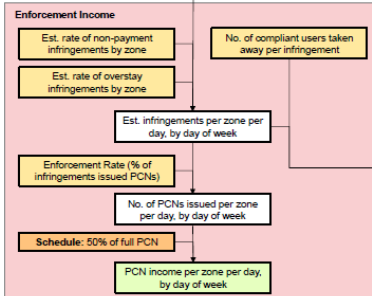 Enforcement Income
Est. rate of non-payment
infringements by zone
No. of compliant users taken
away per infringement
Est. rate of overstay
infringements by zone
Est. infringements per zone per
day, by day of week
Enforcement Rate (% of
infringements issued PCNs)
No. of PCNs issued per zone
per day, by day of week
Schedule: 50% of full PCN
PCN income per zone per day,
by day of week